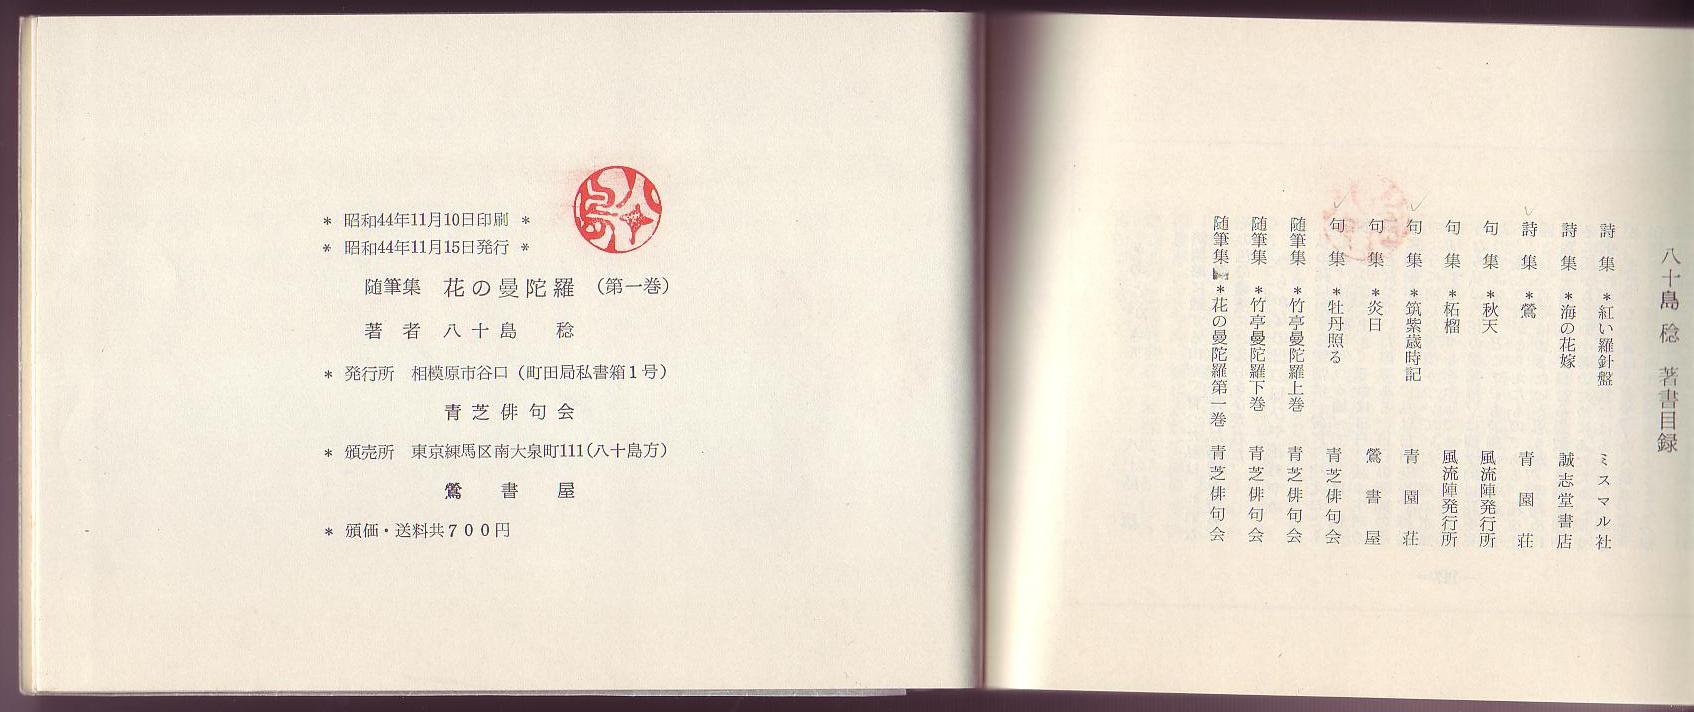 八十島 稔 著書目録
詩集 *紅い羅針盤 ミスマル社
詩集 *海の花嫁 誠志堂書店
詩集 *鶯 青園荘
句集 *秋天 風流陣発行所
句集 *柘榴 風流陣発行所
句集 *筑紫歳時記 青園荘
句集 *炎日 鶯書屋
句集 *牡丹照る 青芝俳句会
随筆集 *竹亭曼陀羅上巻 青芝俳句会
随筆集 *竹亭曼陀羅下巻 青芝俳句会
随筆集 *花の曼陀羅第一巻 青芝俳句会
* 昭和44年11月10日印刷 *
* 昭和44年11月15日発行 *
随筆集 花の曼陀羅 (第一巻)
著者 八十島 稔
* 発行所 相模原市谷口 (町田局私書箱1号)
青芝俳句会
* 頒売所 東京練馬区南大泉町111(八十島方)
鶯書屋
* 頒価・送料共700円